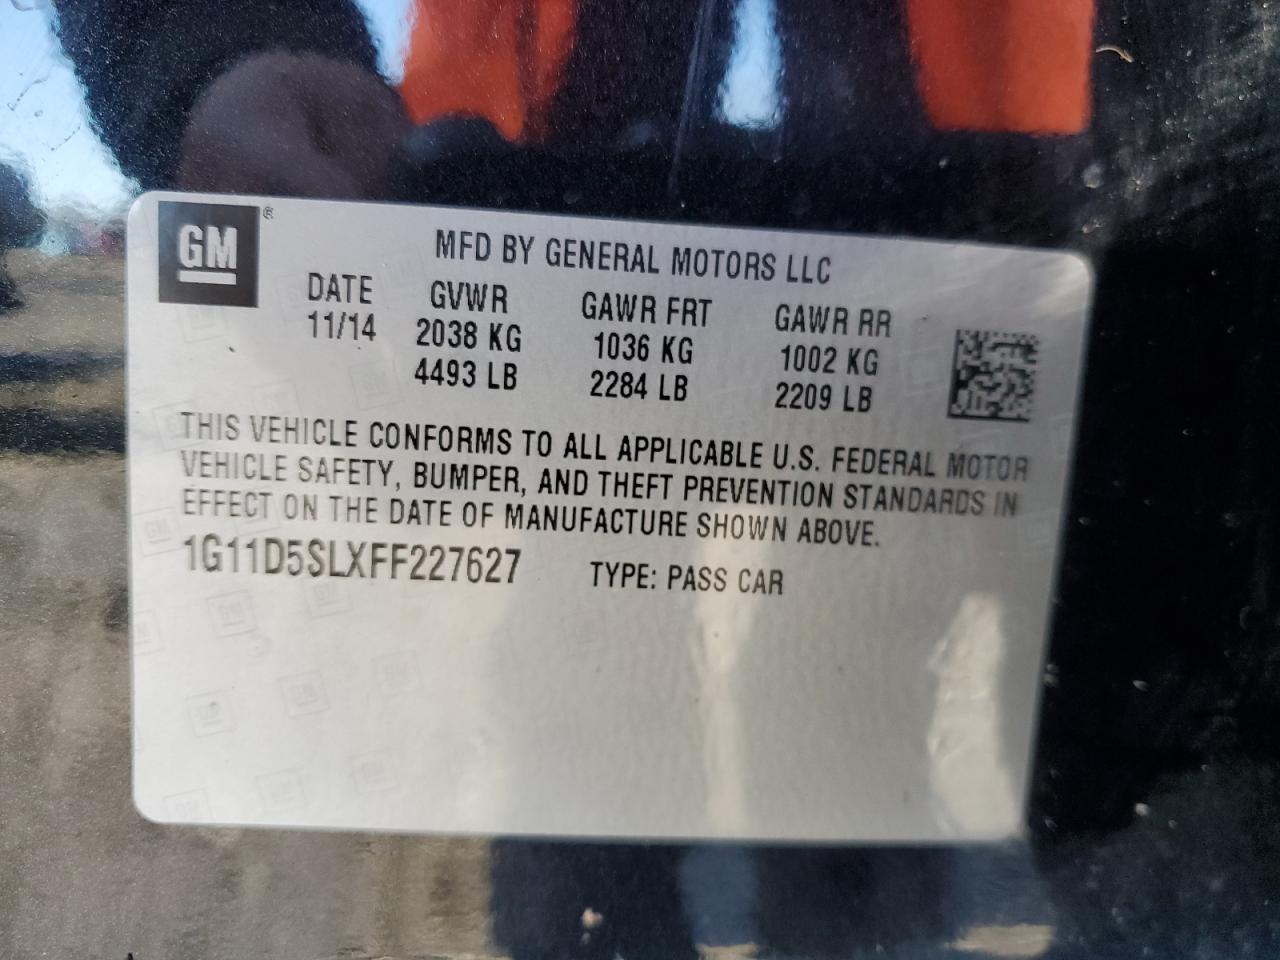 GM ®
MFD BY GENERAL MOTORS LLC
DATE GVWR GAWR FRT GAWR RR
11/14 2038 KG 1036 KG 1002 KG
4493 LB 2284 LB 2209 LB
THIS VEHICLE CONFORMS TO ALL APPLICABLE U.S. FEDERAL MOTOR
VEHICLE SAFETY, BUMPER, AND THEFT PREVENTION STANDARDS IN
EFFECT ON THE DATE OF MANUFACTURE SHOWN ABOVE.
1G11D5SLXFF227627 TYPE: PASS CAR